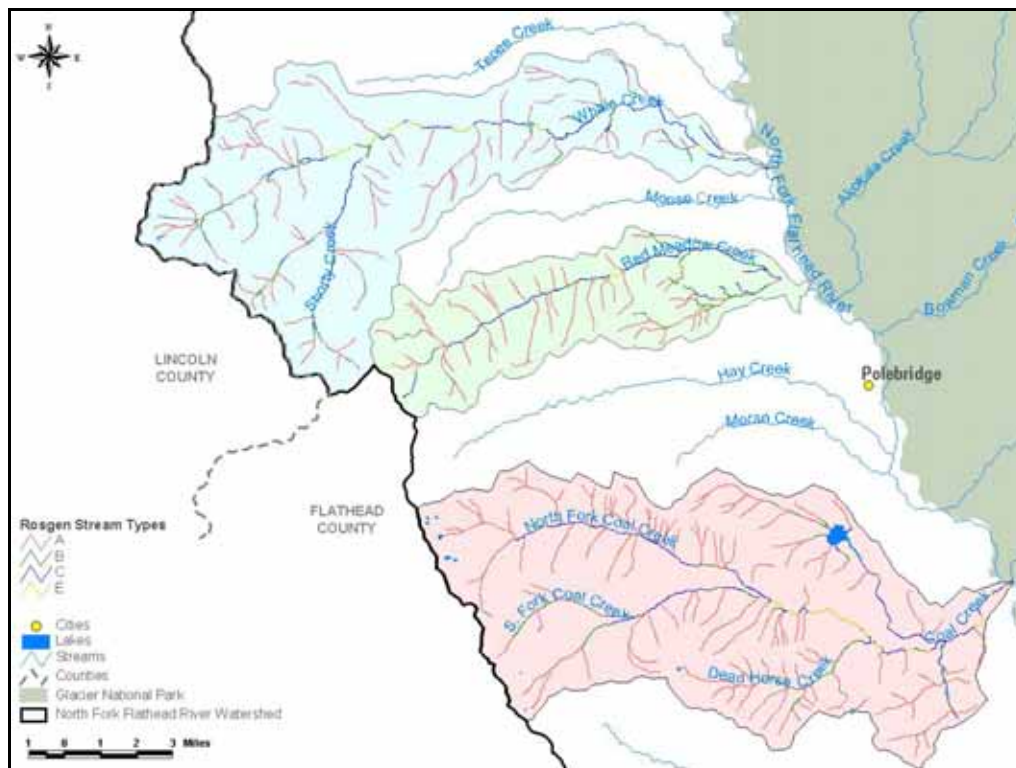 N
W E
Tepee Creek
Whale Creek
North Fork Flathead River
Akokala Creek
Moose Creek
Red Meadow Creek
Shorty Creek
Bowman Creek
LINCOLN
COUNTY
Hay Creek
Polebridge
Moran Creek
FLATHEAD
COUNTY
North Fork Coal Creek
S. Fork Coal Creek
Coal Creek
Dead Horse Creek
Rosgen Stream Types
A
B
C
E
Cities
Lakes
Streams
Counties
Glacier National Park
North Fork Flathead River Watershed
1 0 1 2 3 Miles